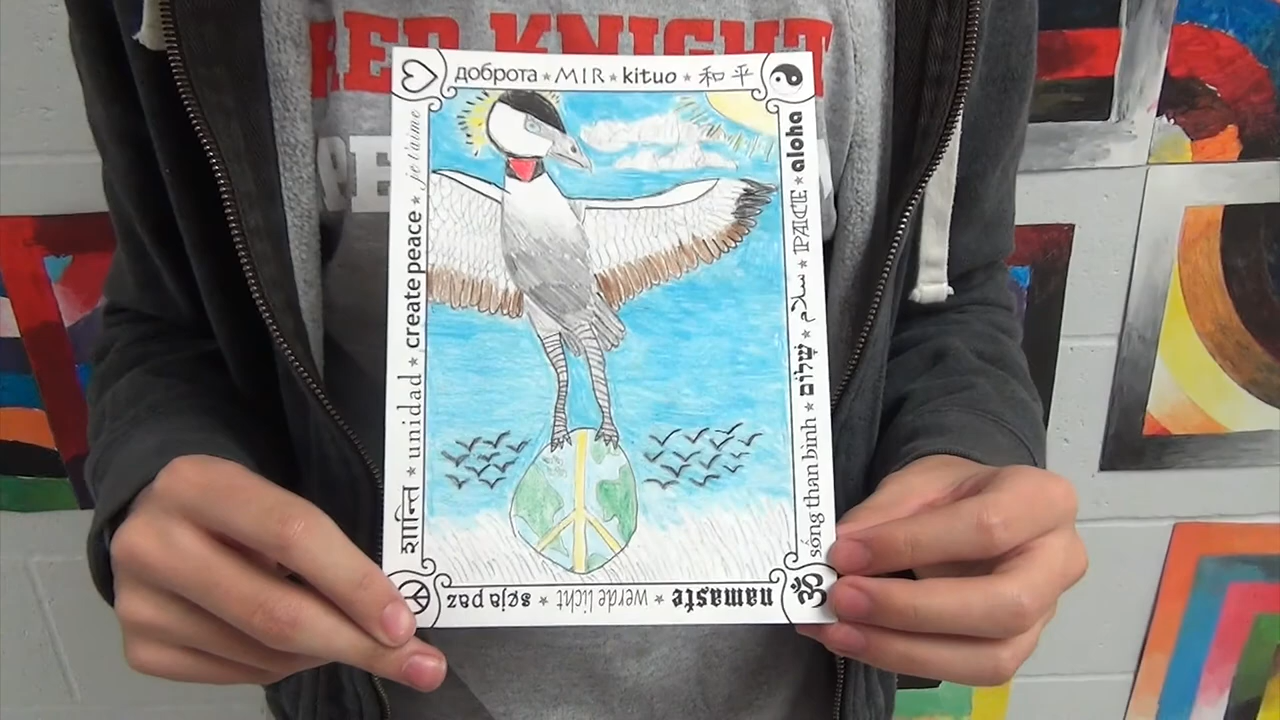 RED KNIGHT
доброта ★ MIR ★ kituo ★ 和平
aloha ★ PACE ★ سلام ★ שָׁלוֹם ★ sống than bình
namaste ★ werde licht ★ seja paz
शान्ति ★ unidad ★ create peace ★ je t'aime